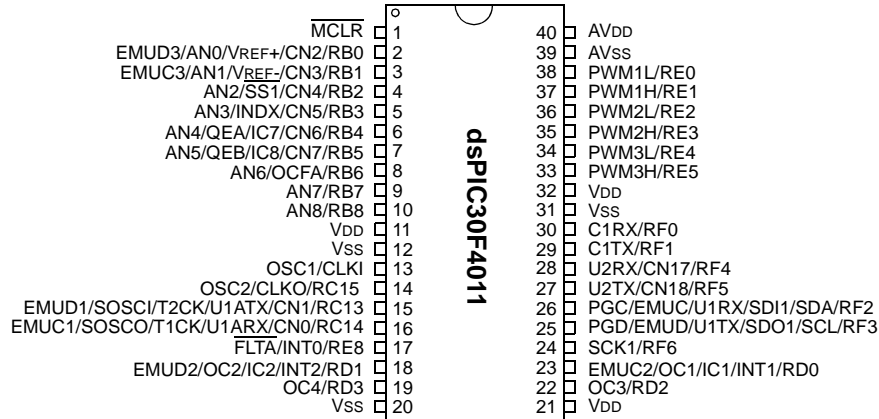 MCLR 1
EMUD3/AN0/VREF+/CN2/RB0 2
EMUC3/AN1/VREF-/CN3/RB1 3
AN2/SS1/CN4/RB2 4
AN3/INDX/CN5/RB3 5
AN4/QEA/IC7/CN6/RB4 6
AN5/QEB/IC8/CN7/RB5 7
AN6/OCFA/RB6 8
AN7/RB7 9
AN8/RB8 10
VDD 11
VSS 12
OSC1/CLKI 13
OSC2/CLKO/RC15 14
EMUD1/SOSCI/T2CK/U1ATX/CN1/RC13 15
EMUC1/SOSCO/T1CK/U1ARX/CN0/RC14 16
FLTA/INT0/RE8 17
EMUD2/OC2/IC2/INT2/RD1 18
OC4/RD3 19
VSS 20
dsPIC30F4011
40 AVDD
39 AVSS
38 PWM1L/RE0
37 PWM1H/RE1
36 PWM2L/RE2
35 PWM2H/RE3
34 PWM3L/RE4
33 PWM3H/RE5
32 VDD
31 VSS
30 C1RX/RF0
29 C1TX/RF1
28 U2RX/CN17/RF4
27 U2TX/CN18/RF5
26 PGC/EMUC/U1RX/SDI1/SDA/RF2
25 PGD/EMUD/U1TX/SDO1/SCL/RF3
24 SCK1/RF6
23 EMUC2/OC1/IC1/INT1/RD0
22 OC3/RD2
21 VDD